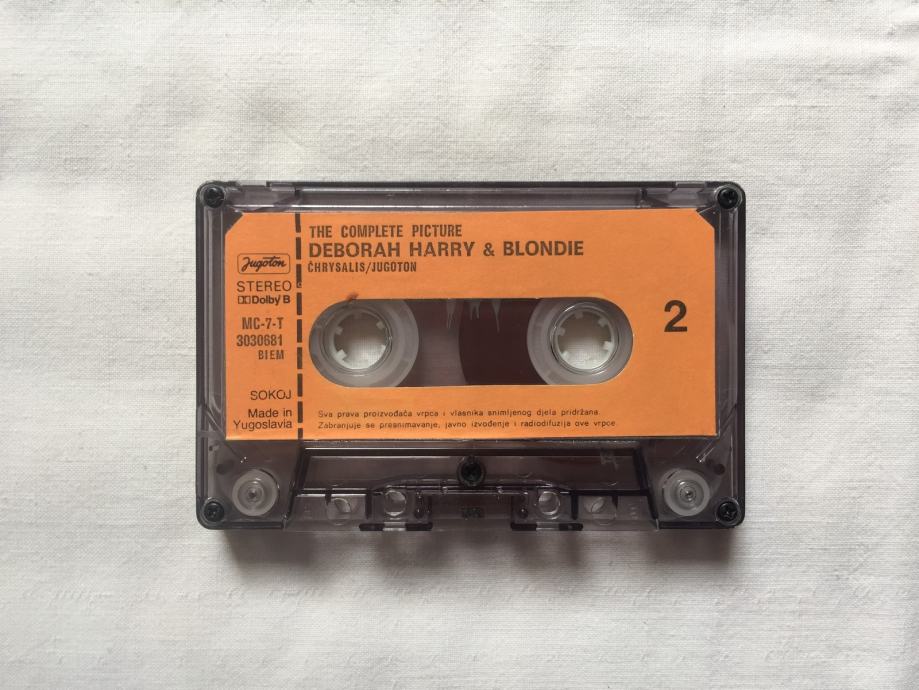 THE COMPLETE PICTURE
DEBORAH HARRY & BLONDIE
ČHRYSALIS/JUGOTON
Jugoton
STEREO
Dolby B
MC-7-T
3030681
BIEM
SOKOJ
Made in
Yugoslavia
2
Sva prava proizvođača vrpca i vlasnika snimljenog djela pridržana.
Zabranjuje se presnimavanje, javno izvođenje i radiodifuzija ove vrpce.